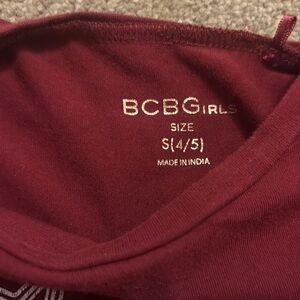 BCBGIRLS
SIZE
S(4/5)
MADE IN INDIA